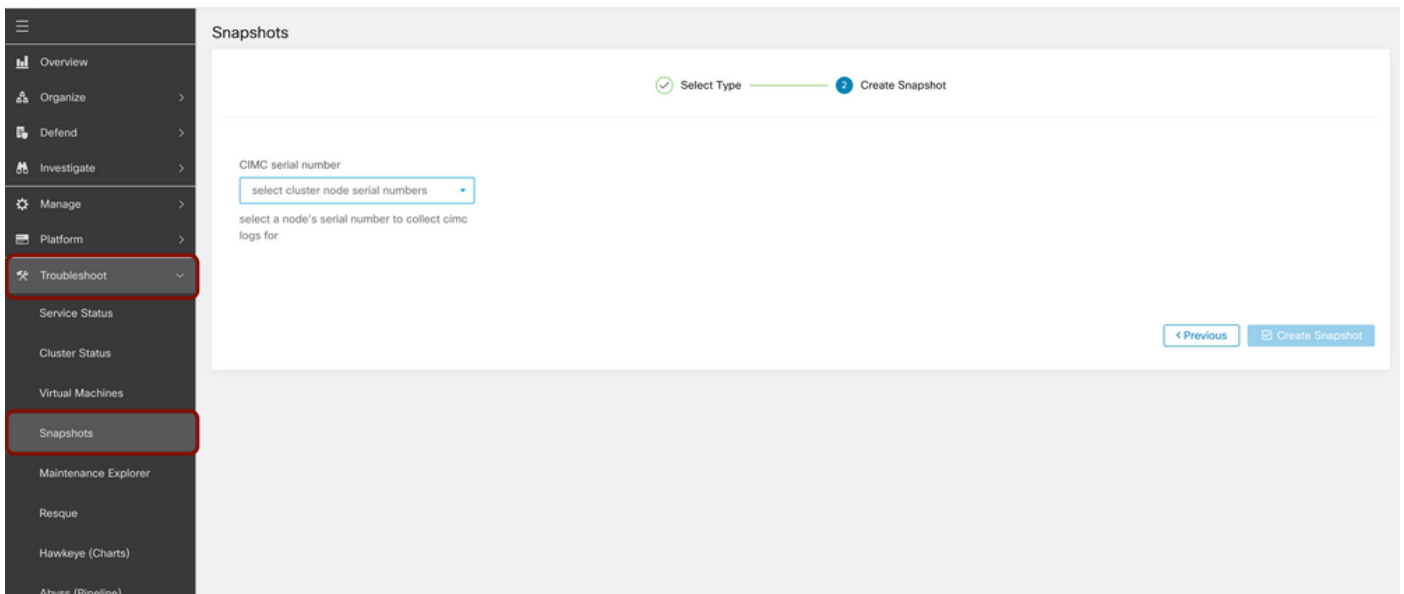 Snapshots
Overview
Organize
Defend
Investigate
Manage
Platform
Troubleshoot
Service Status
Cluster Status
Virtual Machines
Snapshots
Maintenance Explorer
Resque
Hawkeye (Charts)
Abyss (Pipeline)
Select Type
2 Create Snapshot
CIMC serial number
select cluster node serial numbers
select a node's serial number to collect cimc
logs for
Previous
Create Snapshot